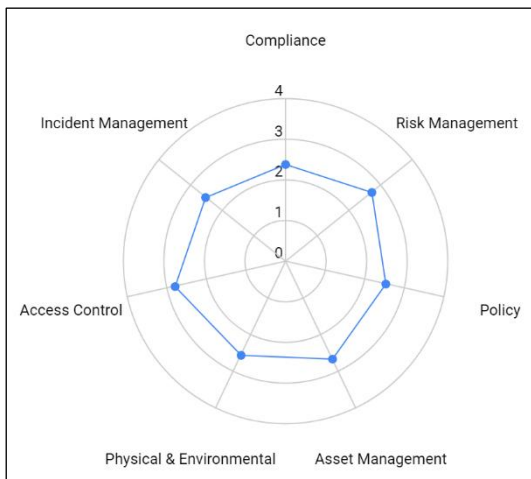 Compliance
4
Incident Management
Risk Management
3
2
1
0
Access Control
Policy
Physical & Environmental
Asset Management